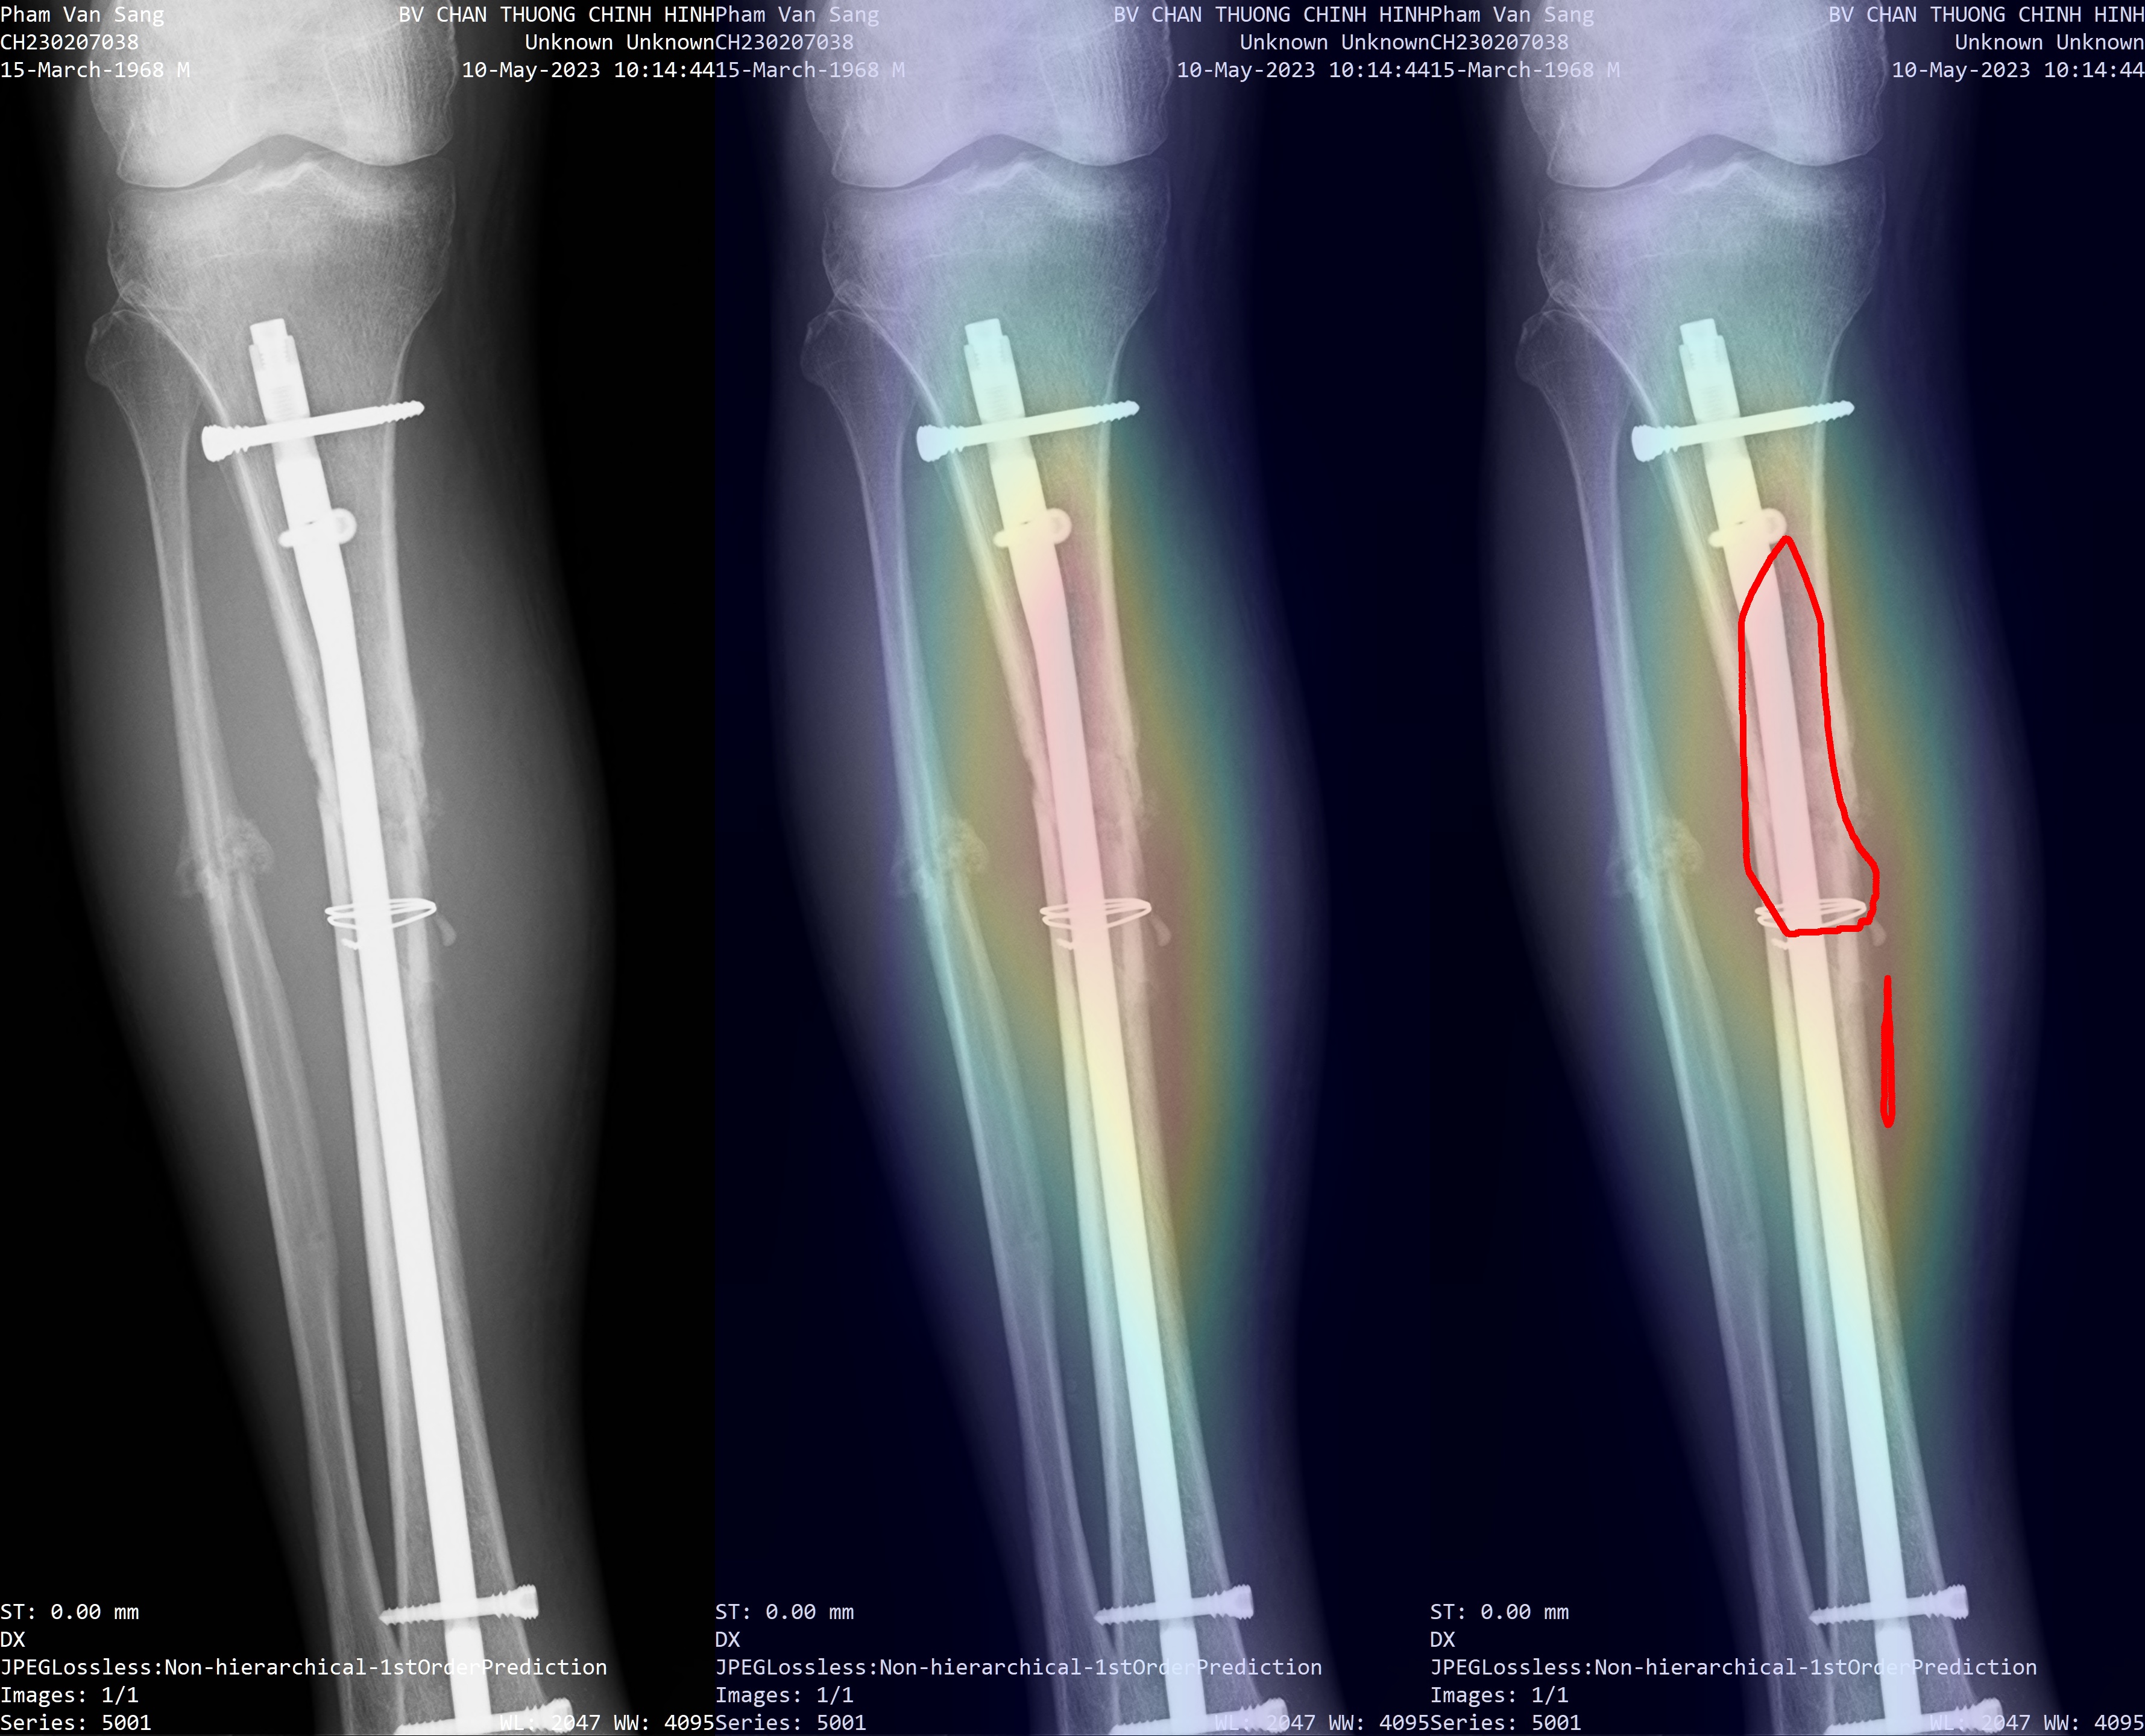 Pham Van Sang
CH230207038
15-March-1968 M
BV CHAN THUONG CHINH HINH
Unknown Unknown
10-May-2023 10:14:44
ST: 0.00 mm
DX
JPEGLossless:Non-hierarchical-1stOrderPrediction
Images: 1/1
Series: 5001
WL: 2047 WW: 4095
Pham Van Sang
CH230207038
15-March-1968 M
BV CHAN THUONG CHINH HINH
Unknown Unknown
10-May-2023 10:14:44
ST: 0.00 mm
DX
JPEGLossless:Non-hierarchical-1stOrderPrediction
Images: 1/1
Series: 5001
WL: 2047 WW: 4095
Pham Van Sang
CH230207038
15-March-1968 M
BV CHAN THUONG CHINH HINH
Unknown Unknown
10-May-2023 10:14:44
ST: 0.00 mm
DX
JPEGLossless:Non-hierarchical-1stOrderPrediction
Images: 1/1
Series: 5001
WL: 2047 WW: 4095